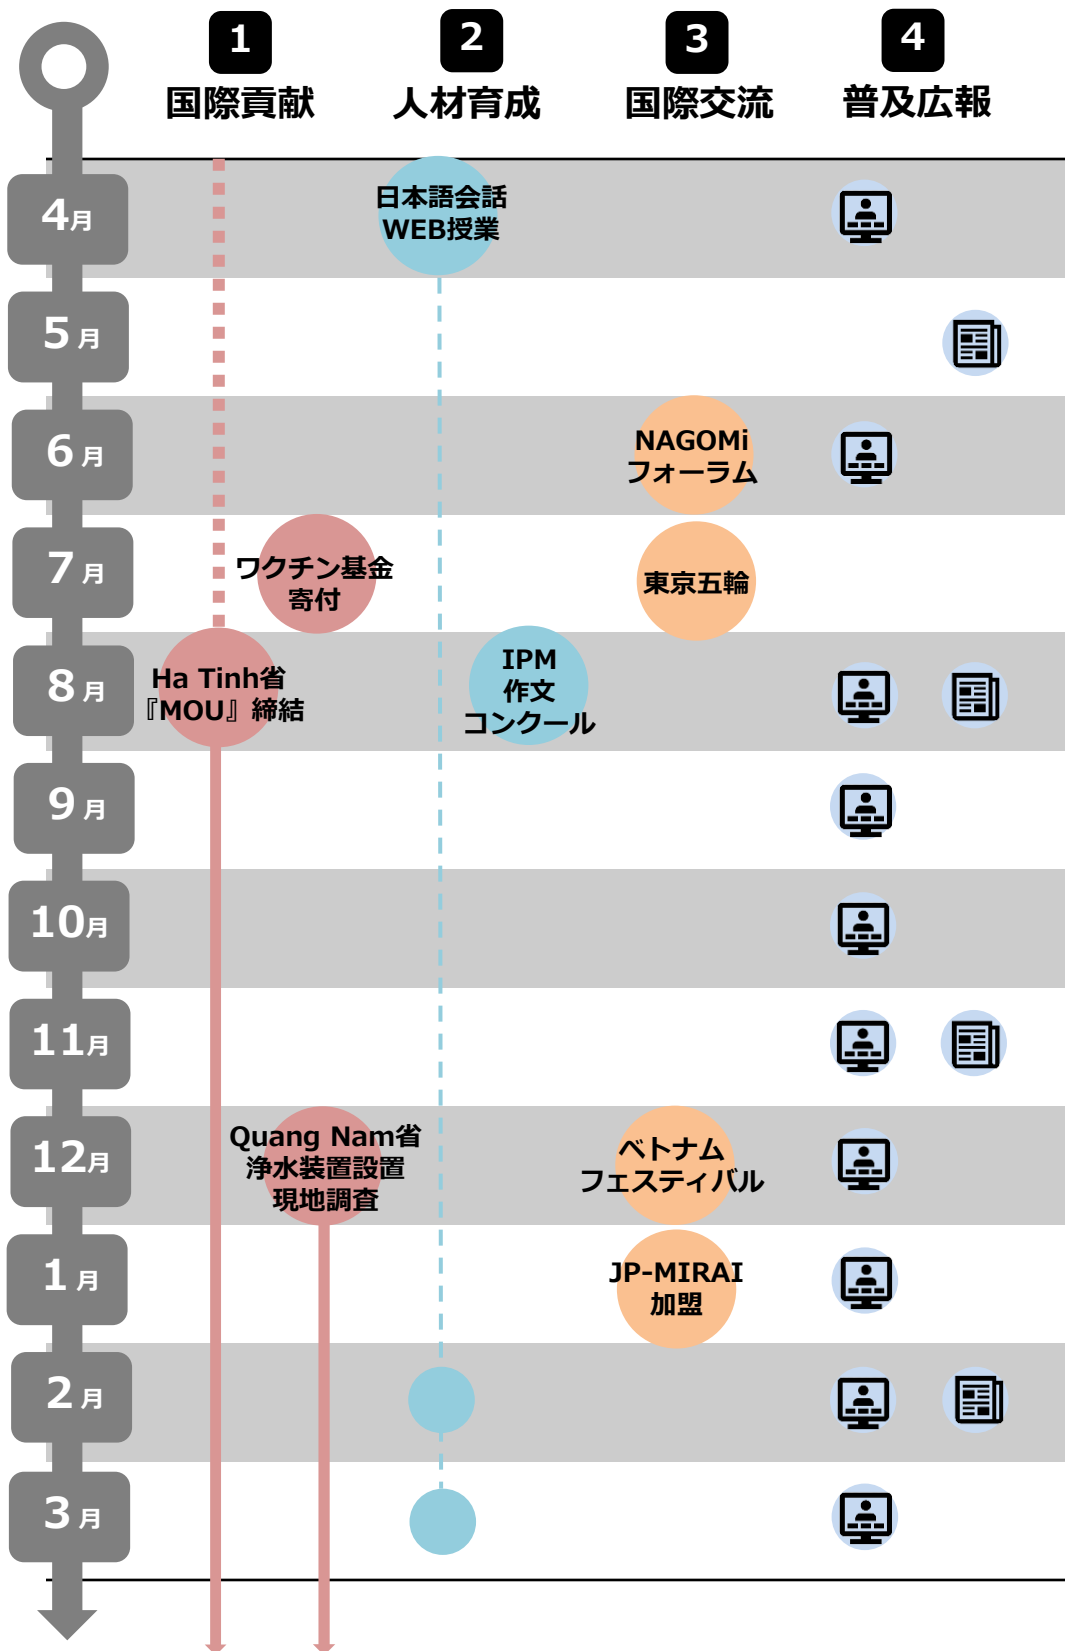 1
2
3
4
国際貢献
人材育成
国際交流
普及広報
4月
日本語会話
WEB授業
5月
6月
NAGOMi
フォーラム
7月
ワクチン基金
寄付
東京五輪
8月
Ha Tinh省
『MOU』締結
IPM
作文
コンクール
9月
10月
11月
12月
Quang Nam省
浄水装置設置
現地調査
ベトナム
フェスティバル
1月
JP-MIRAI
加盟
2月
3月